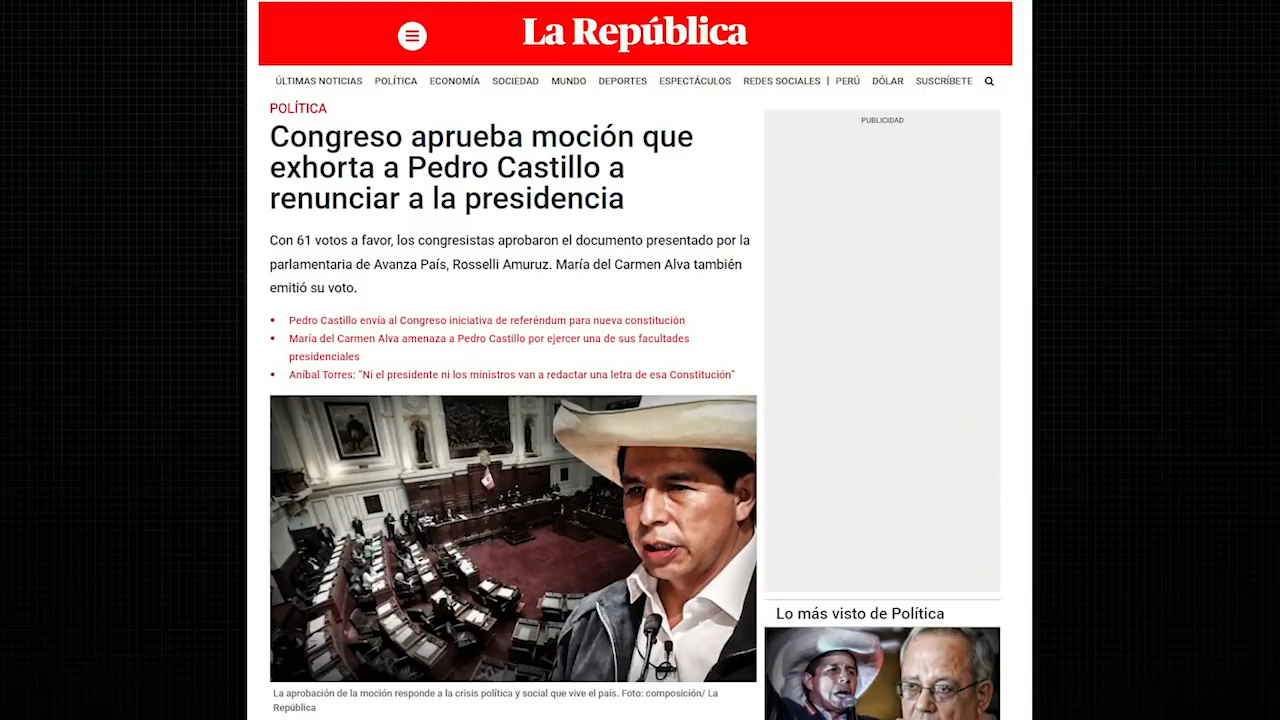 La República
ÚLTIMAS NOTICIAS POLÍTICA ECONOMÍA SOCIEDAD MUNDO DEPORTES ESPECTÁCULOS REDES SOCIALES | PERÚ DÓLAR SUSCRÍBETE
POLÍTICA
Congreso aprueba moción que
exhorta a Pedro Castillo a
renunciar a la presidencia
Con 61 votos a favor, los congresistas aprobaron el documento presentado por la
parlamentaria de Avanza País, Rosselli Amuruz. María del Carmen Alva también
emitió su voto.
• Pedro Castillo envía al Congreso iniciativa de referéndum para nueva constitución
• María del Carmen Alva amenaza a Pedro Castillo por ejercer una de sus facultades
presidenciales
• Aníbal Torres: "Ni el presidente ni los ministros van a redactar una letra de esa Constitución"
La aprobación de la moción responde a la crisis política y social que vive el país. Foto: composición/ La
República
PUBLICIDAD
Lo más visto de Política